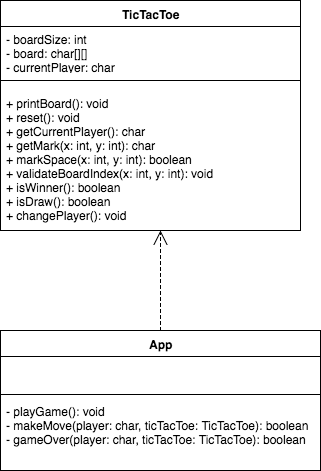 TicTacToe
- boardSize: int
- board: char[][]
- currentPlayer: char
+ printBoard(): void
+ reset(): void
+ getCurrentPlayer(): char
+ getMark(x: int, y: int): char
+ markSpace(x: int, y: int): boolean
+ validateBoardIndex(x: int, y: int): void
+ isWinner(): boolean
+ isDraw(): boolean
+ changePlayer(): void
App
- playGame(): void
- makeMove(player: char, ticTacToe: TicTacToe): boolean
- gameOver(player: char, ticTacToe: TicTacToe): boolean